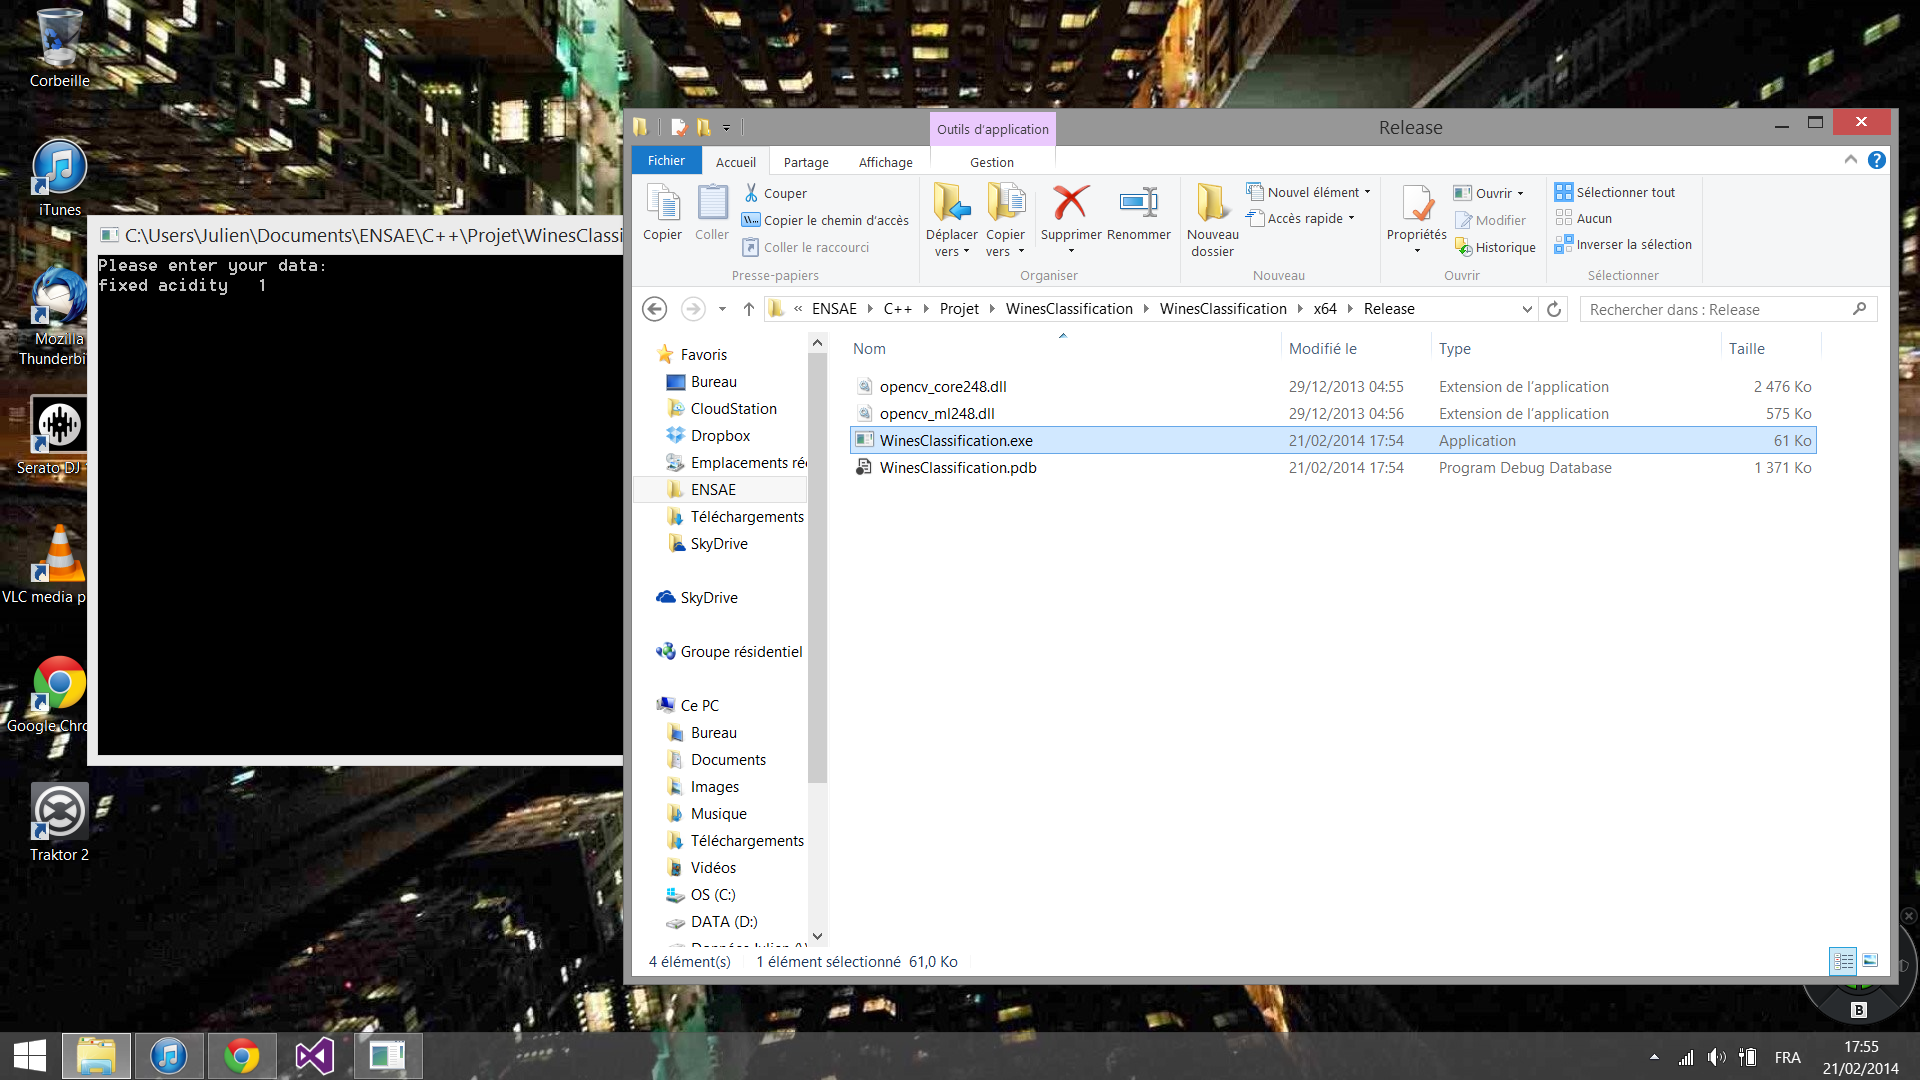 Corbeille
iTunes
Mozilla
Thunderbi
Serato DJ
VLC media p
Google Chro
Traktor 2
C:\Users\Julien\Documents\ENSAE\C++\Projet\WinesClassi
Please enter your data:
fixed acidity 1
Outils d'application
Release
Fichier Accueil Partage Affichage Gestion
Copier
Coller
Couper
Copier le chemin d'accès
Coller le raccourci
Presse-papiers
Déplacer vers
Copier vers
Supprimer
Renommer
Organiser
Nouveau dossier
Nouvel élément
Accès rapide
Nouveau
Propriétés
Ouvrir
Modifier
Historique
Ouvrir
Sélectionner tout
Aucun
Inverser la sélection
Sélectionner
« ENSAE C++ Projet WinesClassification WinesClassification x64 Release
Rechercher dans : Release
Favoris
Bureau
CloudStation
Dropbox
Emplacements réc
ENSAE
Téléchargements
SkyDrive
SkyDrive
Groupe résidentiel
Ce PC
Bureau
Documents
Images
Musique
Téléchargements
Vidéos
OS (C:)
DATA (D:)
Nom Modifié le Type Taille
opencv_core248.dll 29/12/2013 04:55 Extension de l'application 2 476 Ko
opencv_ml248.dll 29/12/2013 04:56 Extension de l'application 575 Ko
WinesClassification.exe 21/02/2014 17:54 Application 61 Ko
WinesClassification.pdb 21/02/2014 17:54 Program Debug Database 1 371 Ko
4 élément(s) 1 élément sélectionné 61,0 Ko
B
FRA
17:55
21/02/2014